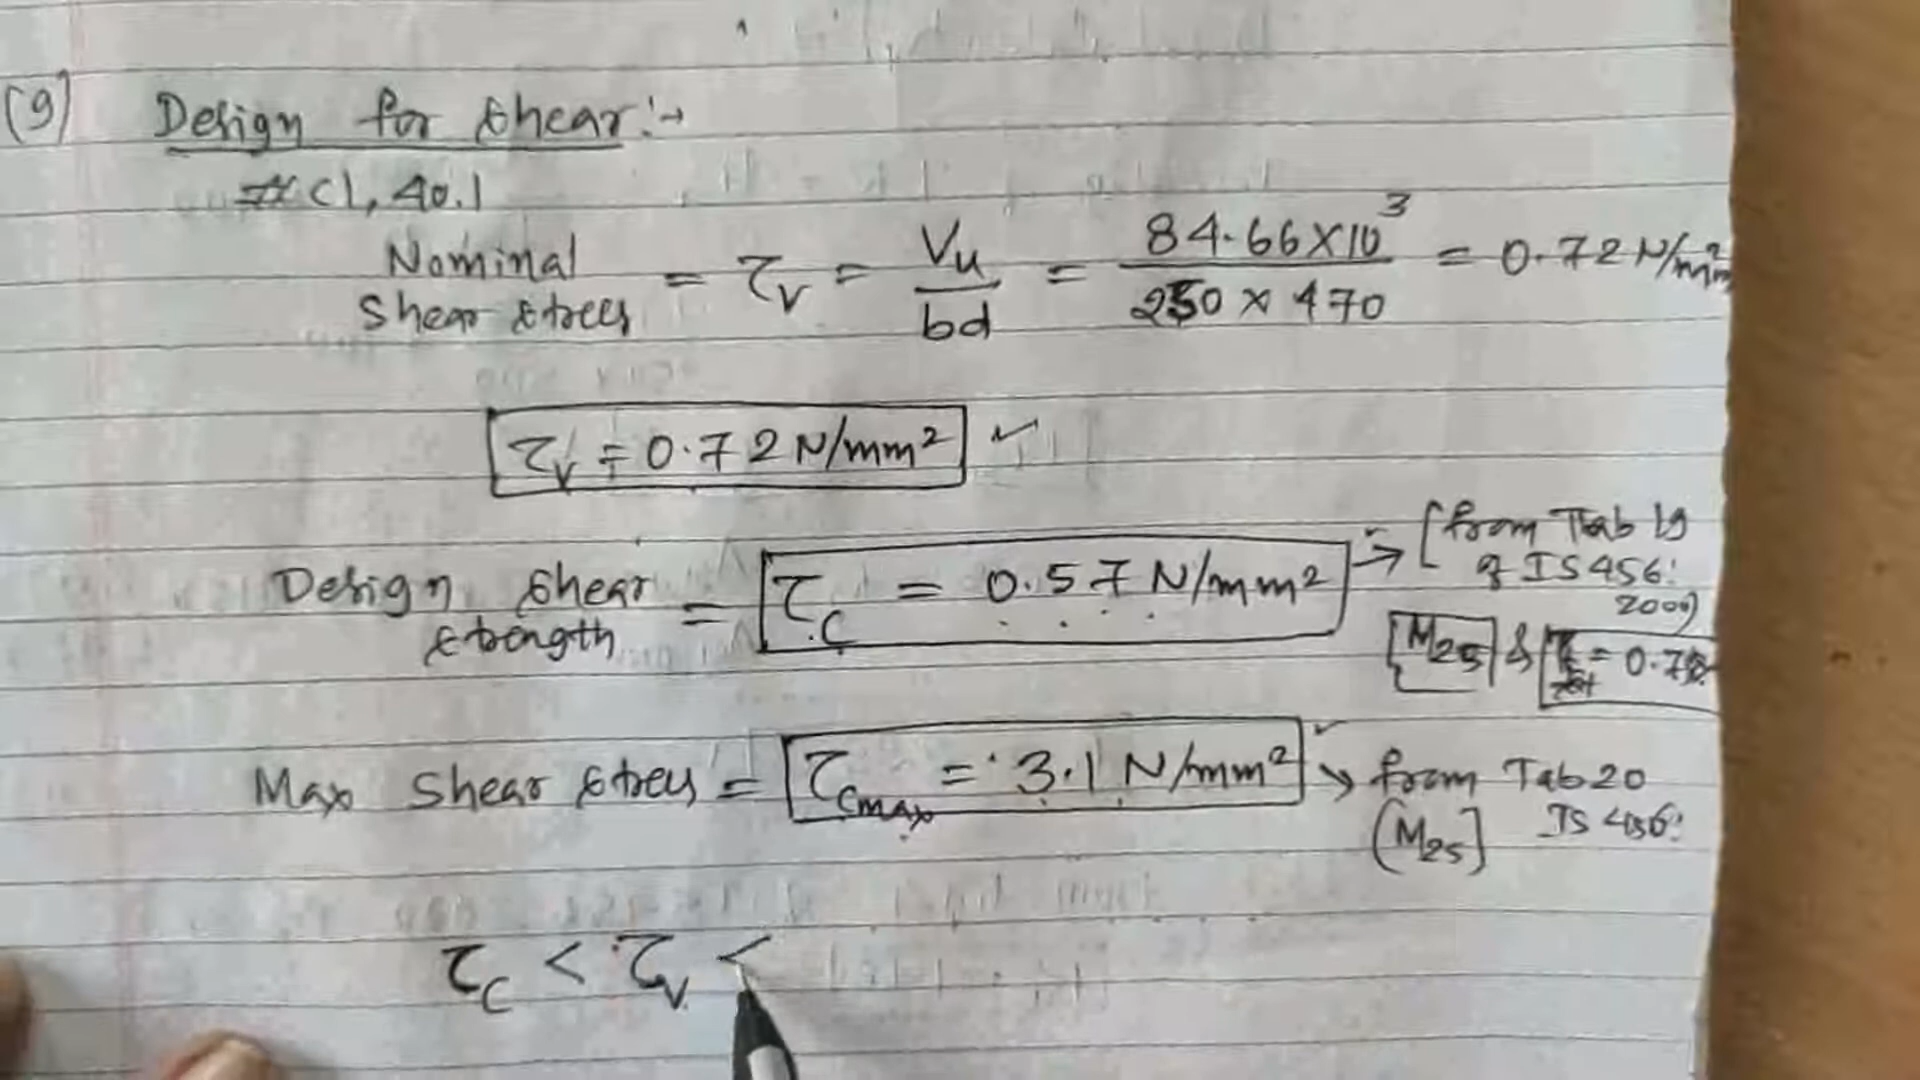 (9) Design for shear:→
# Cl, 40.1
Nominal shear stress = τv = Vu / bd = 84.66×10³ / 250 × 470 = 0.72 N/mm²
τv = 0.72 N/mm² ✓
Design shear strength = τc = 0.57 N/mm² → [from Tab 19
of IS 456:
2000)
[M25] &
= 0.7
Max shear stress = τcmax = 3.1 N/mm² → from Tab 20
IS 456:
(M25]
τc < τv <